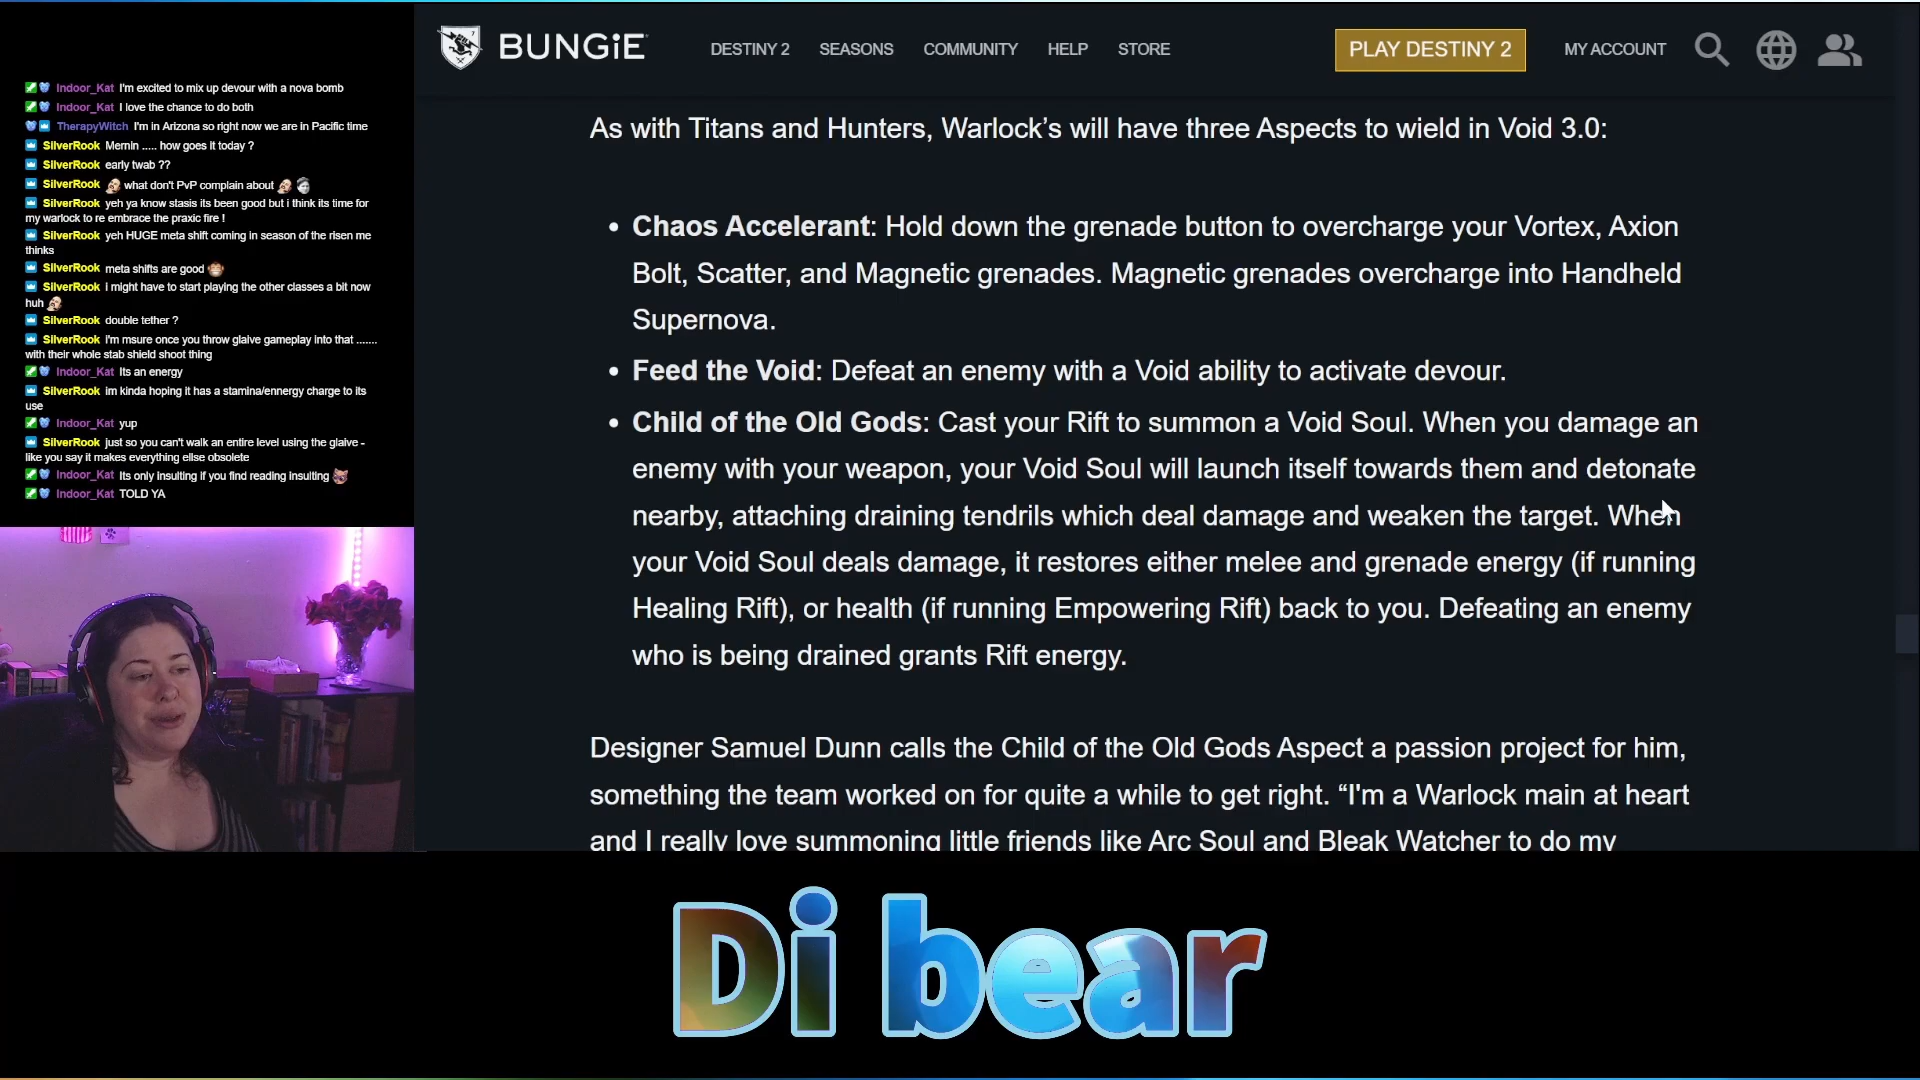 BUNGiE
DESTINY 2 SEASONS COMMUNITY HELP STORE
PLAY DESTINY 2
MY ACCOUNT
Indoor_Kat I'm excited to mix up devour with a nova bomb
Indoor_Kat I love the chance to do both
TherapyWitch I'm in Arizona so right now we are in Pacific time
SilverRook Mernin ..... how goes it today ?
SilverRook early twab ??
SilverRook what don't PvP complain about
SilverRook yeh ya know stasis its been good but i think its time for
my warlock to re embrace the praxic fire !
SilverRook yeh HUGE meta shift coming in season of the risen me
thinks
SilverRook meta shifts are good
SilverRook i might have to start playing the other classes a bit now
huh
SilverRook double tether ?
SilverRook I'm msure once you throw glaive gameplay into that .......
with their whole stab shield shoot thing
Indoor_Kat Its an energy
SilverRook im kinda hoping it has a stamina/ennergy charge to its
use
Indoor_Kat yup
SilverRook just so you can't walk an entire level using the glaive -
like you say it makes everything ellse obsolete
Indoor_Kat Its only insulting if you find reading insulting
Indoor_Kat TOLD YA
As with Titans and Hunters, Warlock’s will have three Aspects to wield in Void 3.0:
• Chaos Accelerant: Hold down the grenade button to overcharge your Vortex, Axion
Bolt, Scatter, and Magnetic grenades. Magnetic grenades overcharge into Handheld
Supernova.
• Feed the Void: Defeat an enemy with a Void ability to activate devour.
• Child of the Old Gods: Cast your Rift to summon a Void Soul. When you damage an
enemy with your weapon, your Void Soul will launch itself towards them and detonate
nearby, attaching draining tendrils which deal damage and weaken the target. When
your Void Soul deals damage, it restores either melee and grenade energy (if running
Healing Rift), or health (if running Empowering Rift) back to you. Defeating an enemy
who is being drained grants Rift energy.
Designer Samuel Dunn calls the Child of the Old Gods Aspect a passion project for him,
something the team worked on for quite a while to get right. “I'm a Warlock main at heart
and I really love summoning little friends like Arc Soul and Bleak Watcher to do my
Di bear